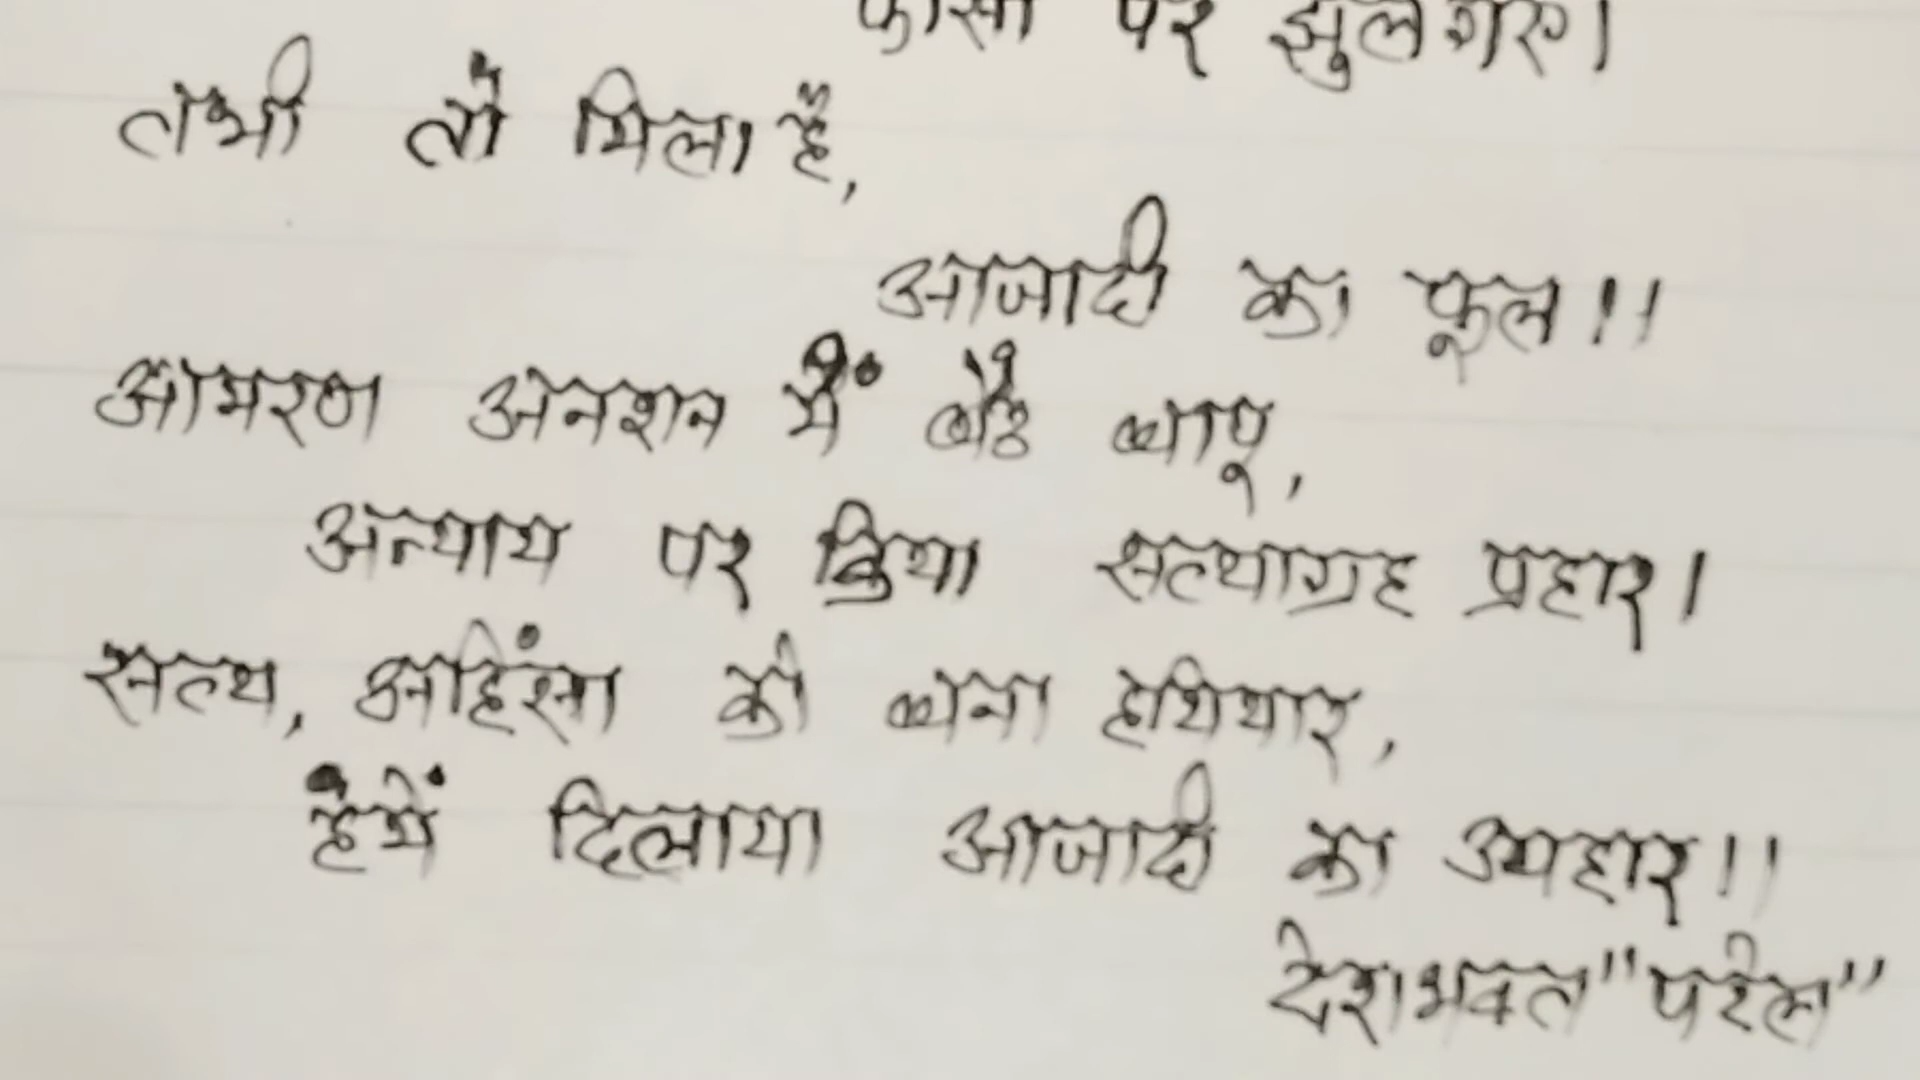 फांसी पर झुल गए।
तभी तो मिला है,
आजादी का फूल।।
आमरण अनशन में बैठे बापू,
अन्याय पर किया सत्याग्रह प्रहार।
सत्य, अहिंसा को बना हथियार,
हमें दिलाया आजादी का उपहार।।
देशभक्त "पटेल"